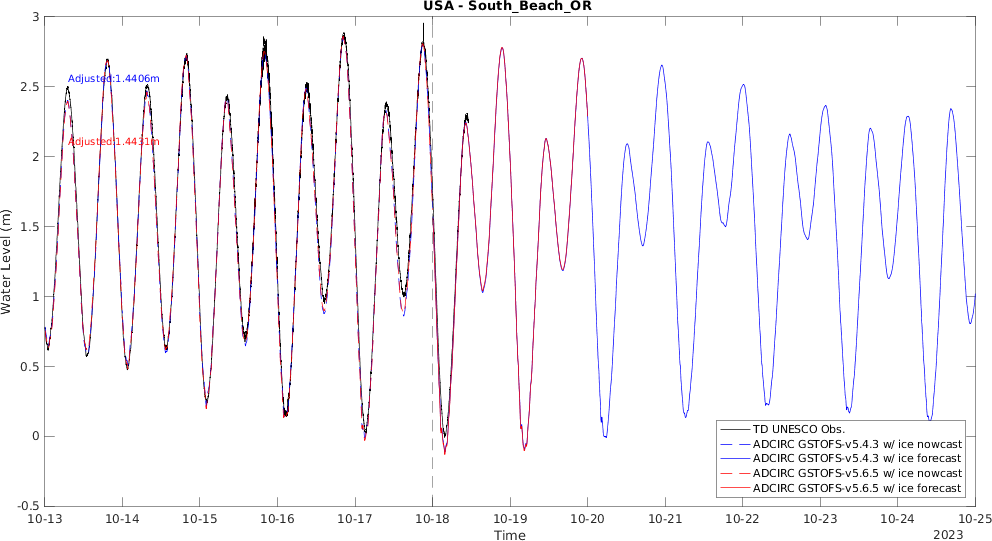 USA - South_Beach_OR
Water Level (m)
3
2.5
2
1.5
1
0.5
0
-0.5
Adjusted:1.4406m
Adjusted:1.4431m
TD UNESCO Obs.
ADCIRC GSTOFS-v5.4.3 w/ ice nowcast
ADCIRC GSTOFS-v5.4.3 w/ ice forecast
ADCIRC GSTOFS-v5.6.5 w/ ice nowcast
ADCIRC GSTOFS-v5.6.5 w/ ice forecast
10-13 10-14 10-15 10-16 10-17 10-18 10-19 10-20 10-21 10-22 10-23 10-24 10-25
Time
2023